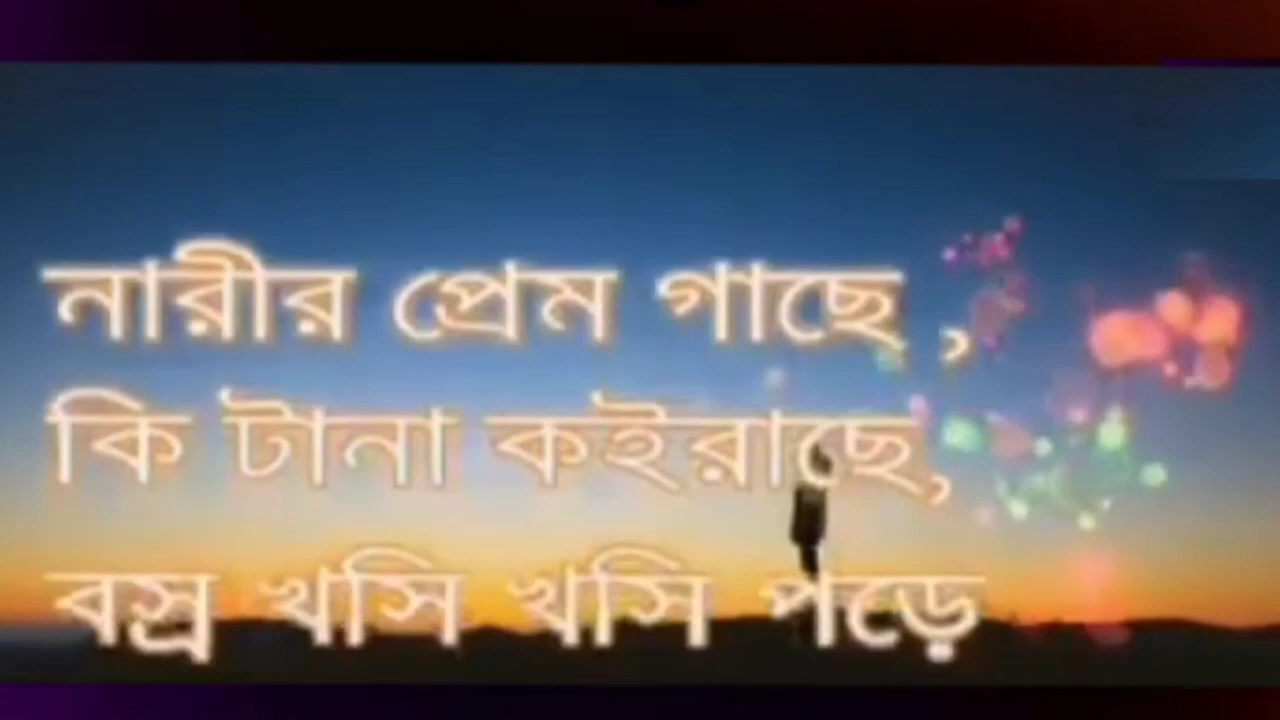 নারীর প্রেম গাছে ,
কি টানা কইরাছে,
বস্র খসি খসি পড়ে